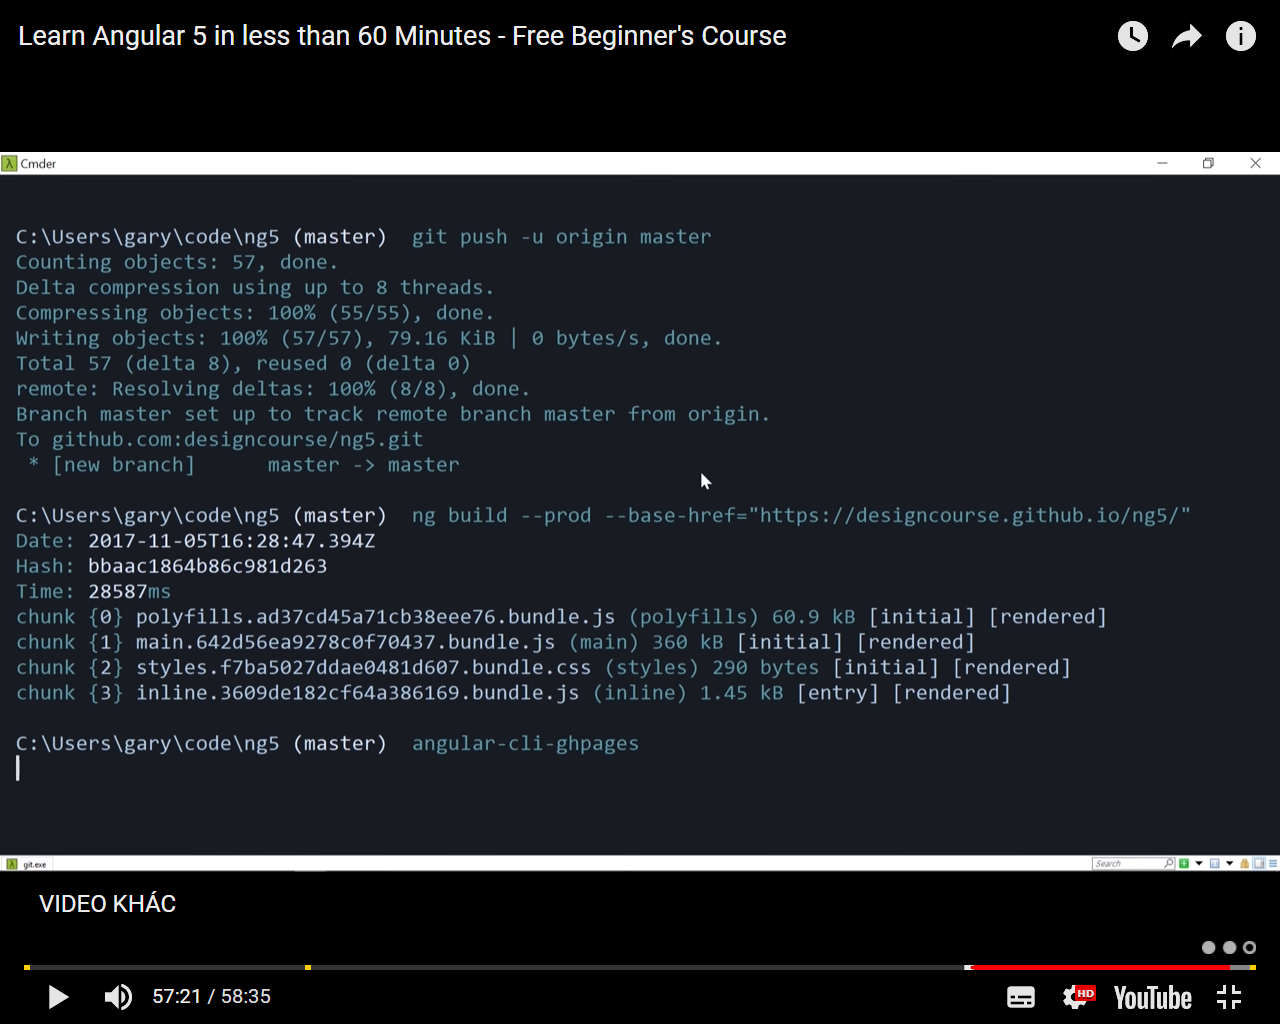 Learn Angular 5 in less than 60 Minutes - Free Beginner's Course
λ Cmder
C:\Users\gary\code\ng5 (master)  git push -u origin master
Counting objects: 57, done.
Delta compression using up to 8 threads.
Compressing objects: 100% (55/55), done.
Writing objects: 100% (57/57), 79.16 KiB | 0 bytes/s, done.
Total 57 (delta 8), reused 0 (delta 0)
remote: Resolving deltas: 100% (8/8), done.
Branch master set up to track remote branch master from origin.
To github.com:designcourse/ng5.git
 * [new branch]      master -> master
C:\Users\gary\code\ng5 (master)  ng build --prod --base-href="https://designcourse.github.io/ng5/"
Date: 2017-11-05T16:28:47.394Z
Hash: bbaac1864b86c981d263
Time: 28587ms
chunk {0} polyfills.ad37cd45a71cb38eee76.bundle.js (polyfills) 60.9 kB [initial] [rendered]
chunk {1} main.642d56ea9278c0f70437.bundle.js (main) 360 kB [initial] [rendered]
chunk {2} styles.f7ba5027ddae0481d607.bundle.css (styles) 290 bytes [initial] [rendered]
chunk {3} inline.3609de182cf64a386169.bundle.js (inline) 1.45 kB [entry] [rendered]
C:\Users\gary\code\ng5 (master)  angular-cli-ghpages
λ git.exe
Search
VIDEO KHÁC
57:21 / 58:35
HD
YouTube